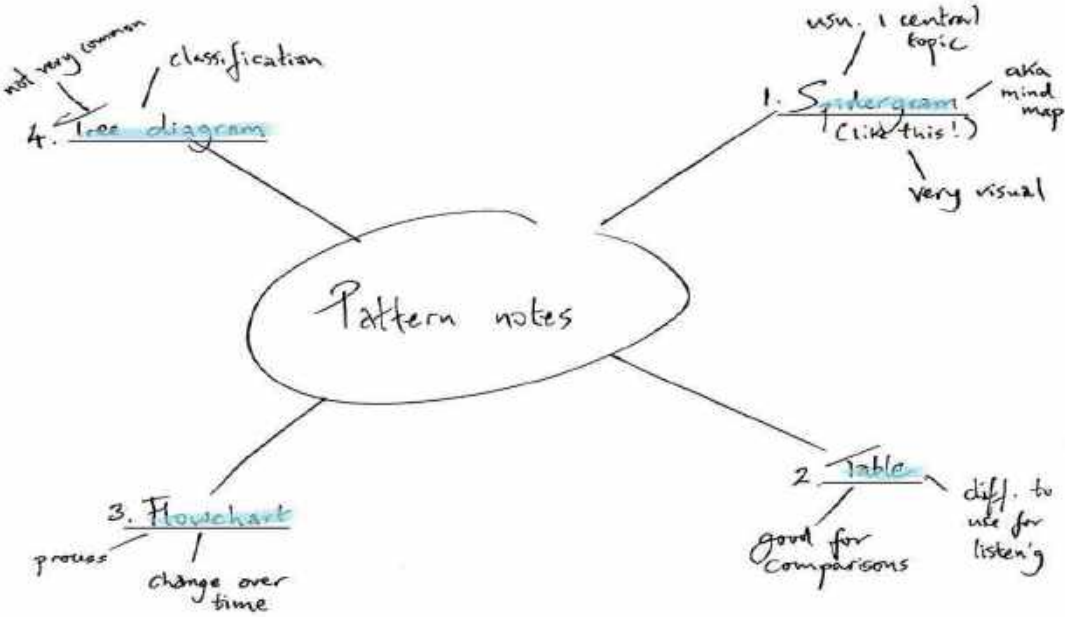 Pattern notes
usn. 1 central
topic
1. Spidergram
(like this!)
aka
mind
map
very visual
2. Table
good for
comparisons
diff. to
use for
listen'g
3. Flowchart
process
change over
time
not very common
classification
4. Tree diagram